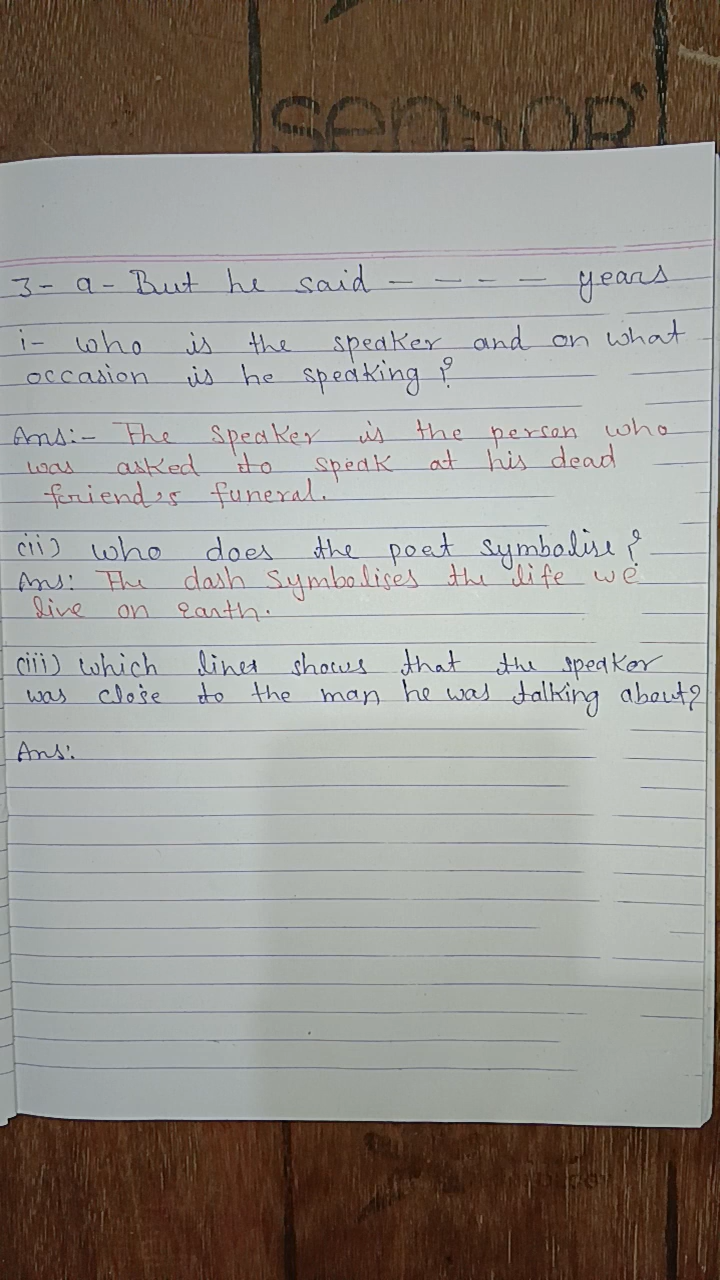 senhor
3- a- But he said - - - - years
i- who is the speaker and on what
occasion is he speaking ?
Ans:- The speaker is the person who
was asked to speak at his dead
feriend's funeral.
(ii) who does the poet symbolise ?
Ans: The dash symbolises the life we
live on earth.
(iii) which lines shows that the speaker
was close to the man he was talking about?
Ans: